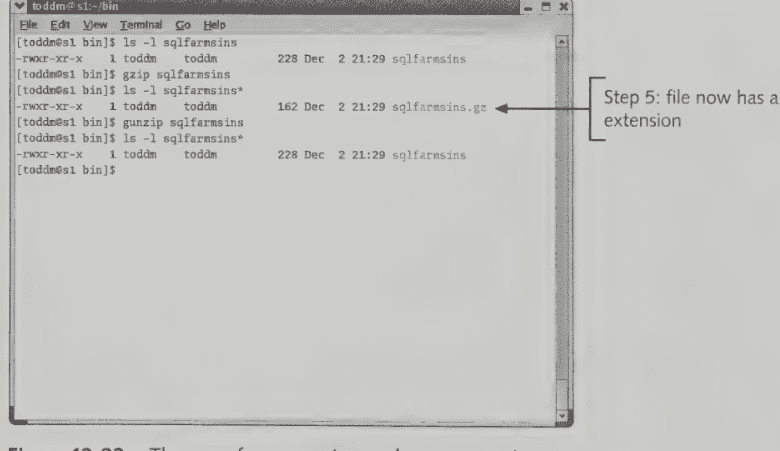 toddm@s1:~/bin
File Edit View Terminal Go Help
[toddm@s1 bin]$ ls -l sqlfarmsins
-rwxr-xr-x 1 toddm toddm 228 Dec 2 21:29 sqlfarmsins
[toddm@s1 bin]$ gzip sqlfarmsins
[toddm@s1 bin]$ ls -l sqlfarmsins*
-rwxr-xr-x 1 toddm toddm 162 Dec 2 21:29 sqlfarmsins.gz
[toddm@s1 bin]$ gunzip sqlfarmsins
[toddm@s1 bin]$ ls -l sqlfarmsins*
-rwxr-xr-x 1 toddm toddm 228 Dec 2 21:29 sqlfarmsins
[toddm@s1 bin]$
Step 5: file now has a
extension